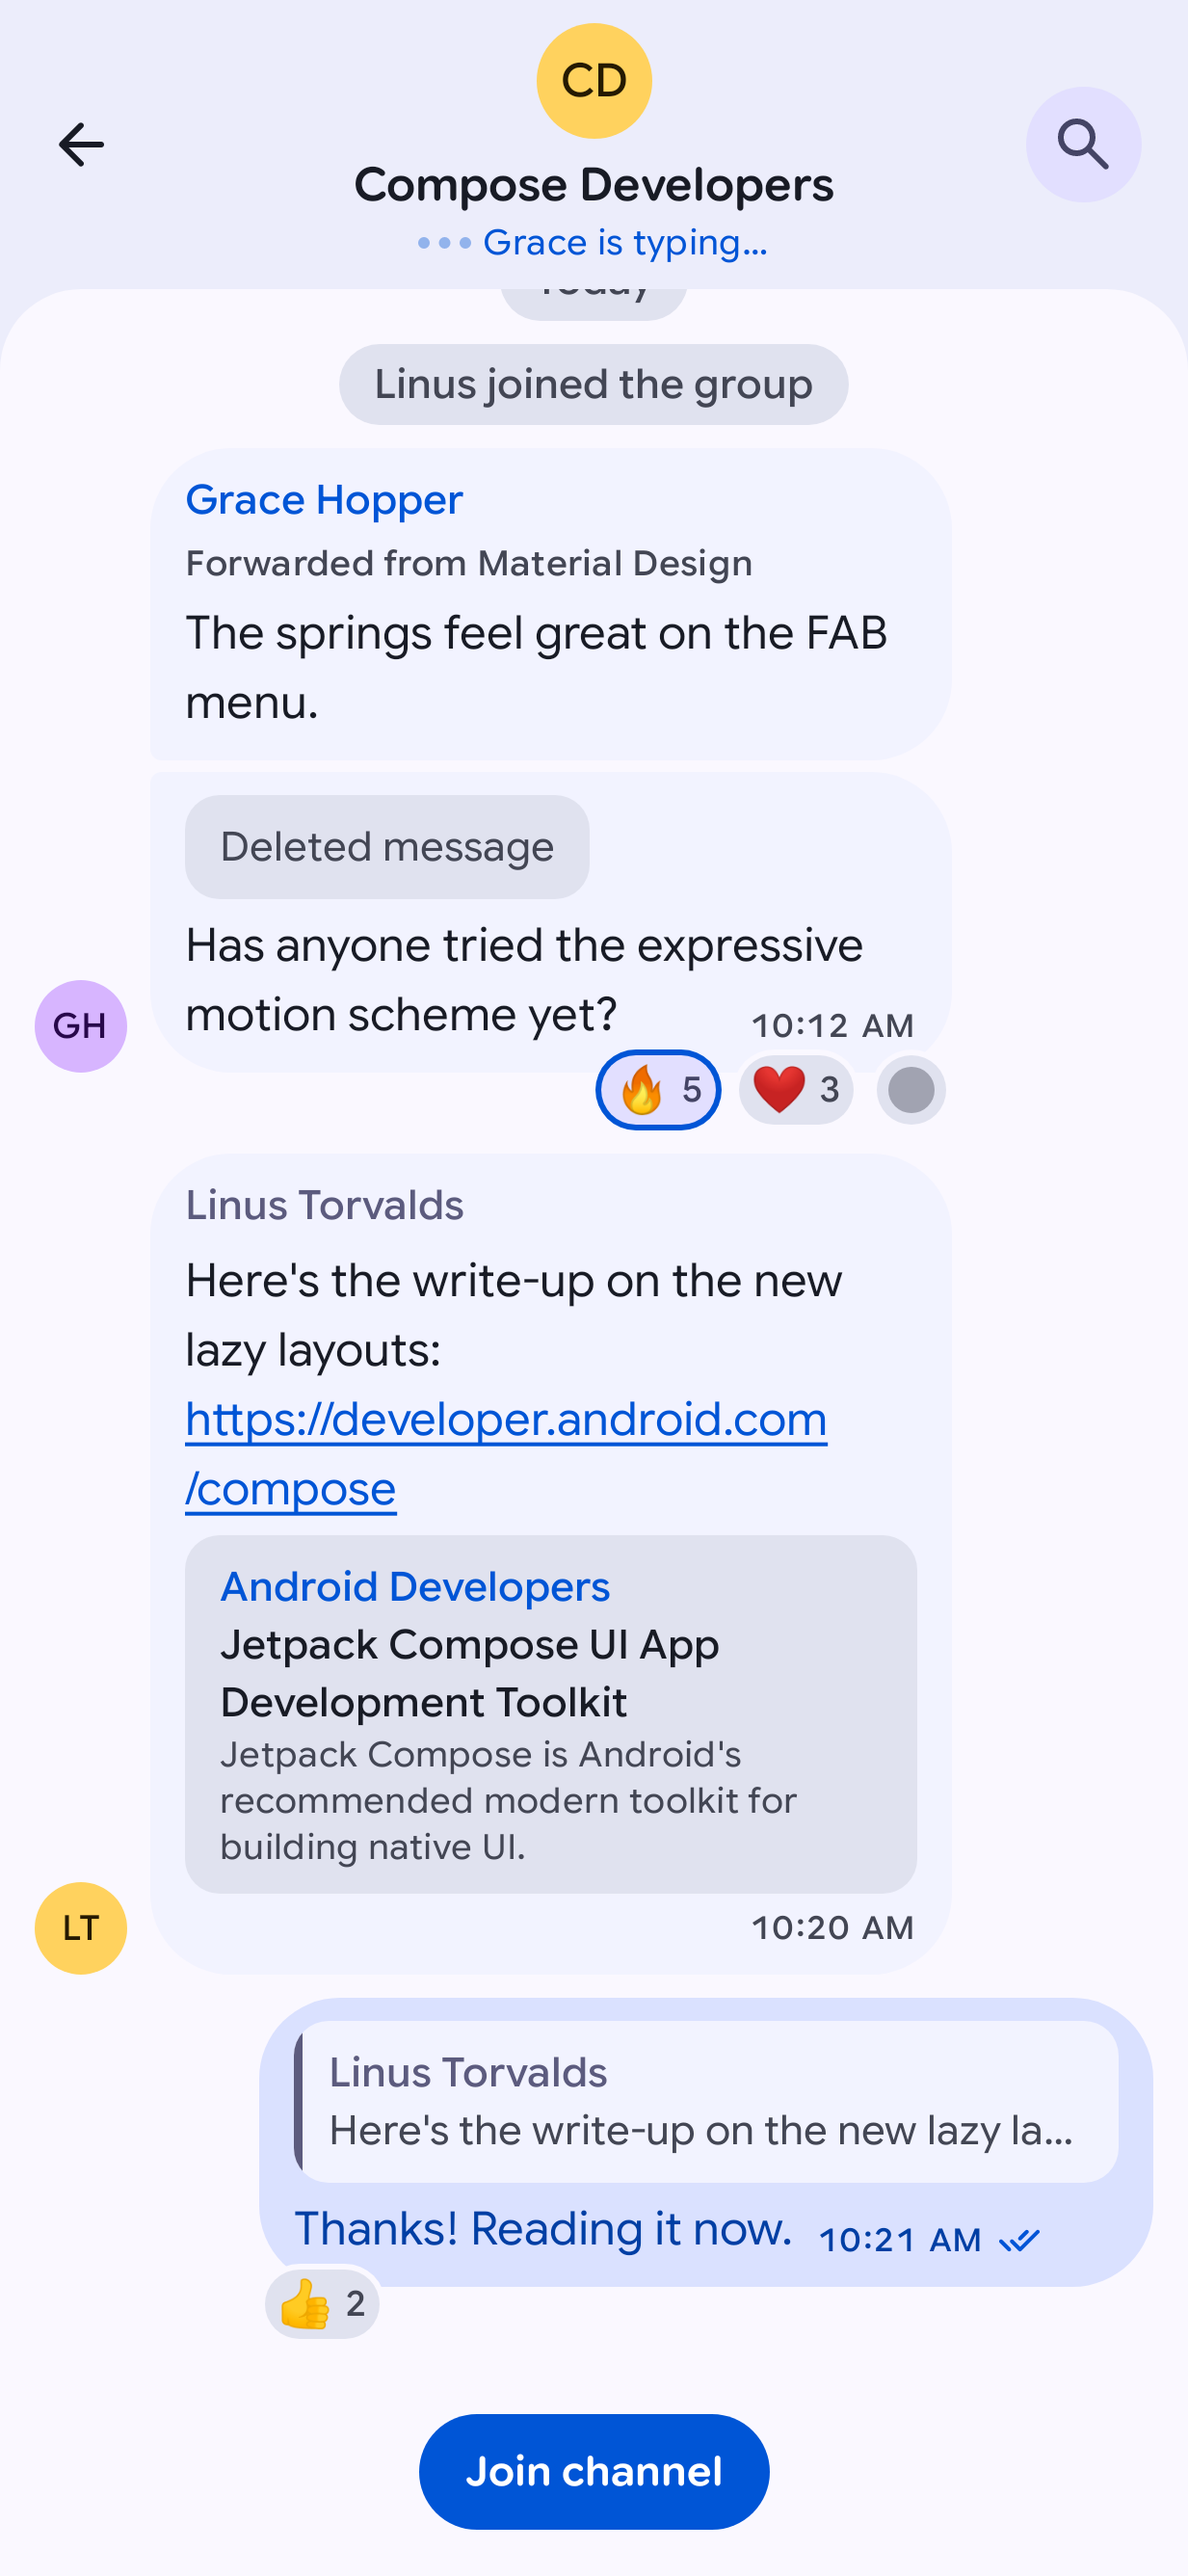 CD
Compose Developers
Grace is typing...
Today
Linus joined the group
Grace Hopper
Forwarded from Material Design
The springs feel great on the FAB
menu.
Deleted message
Has anyone tried the expressive
motion scheme yet?
10:12 AM
GH
🔥 5
❤️ 3
Linus Torvalds
Here's the write-up on the new
lazy layouts:
https://developer.android.com
/compose
Android Developers
Jetpack Compose UI App
Development Toolkit
Jetpack Compose is Android's
recommended modern toolkit for
building native UI.
LT
10:20 AM
Linus Torvalds
Here's the write-up on the new lazy la...
Thanks! Reading it now.
10:21 AM
👍 2
Join channel